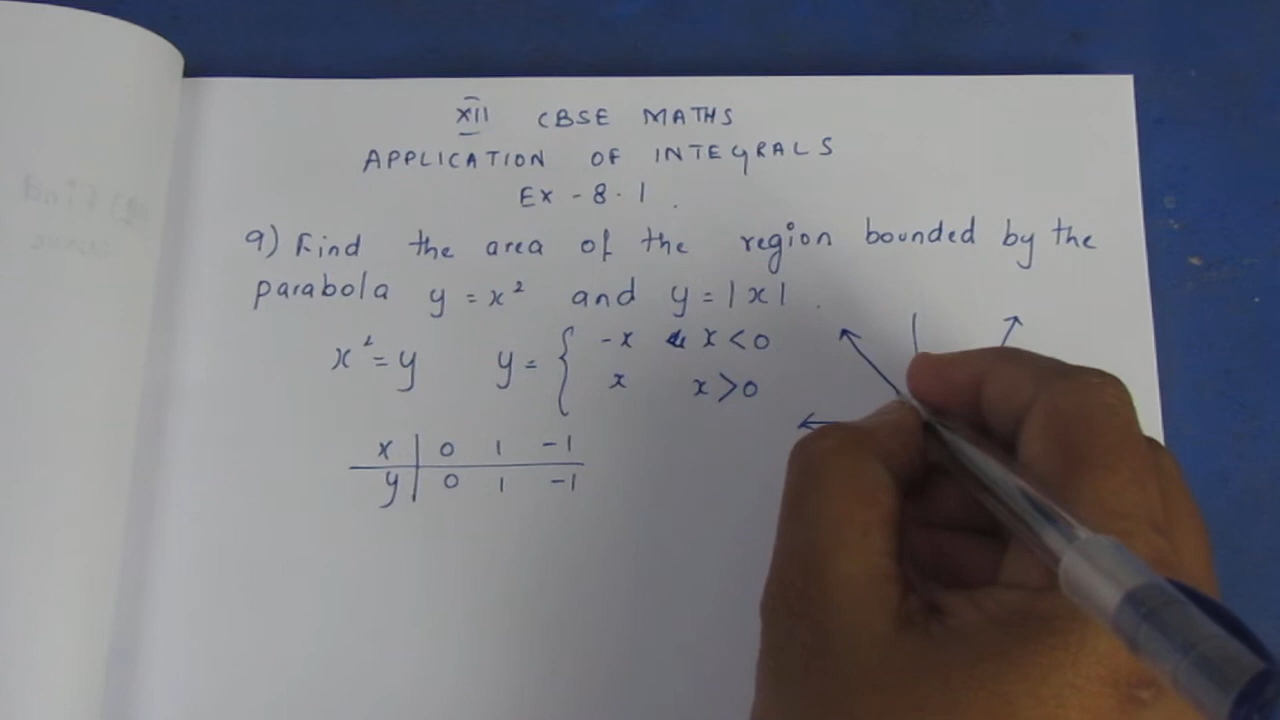 XII CBSE MATHS
APPLICATION OF INTEGRALS
EX - 8.1.
9) Find the area of the region bounded by the
parabola y = x² and y = |x|.
x² = y y = { -x x < 0
x x > 0
x | 0 1 -1
y | 0 1 -1